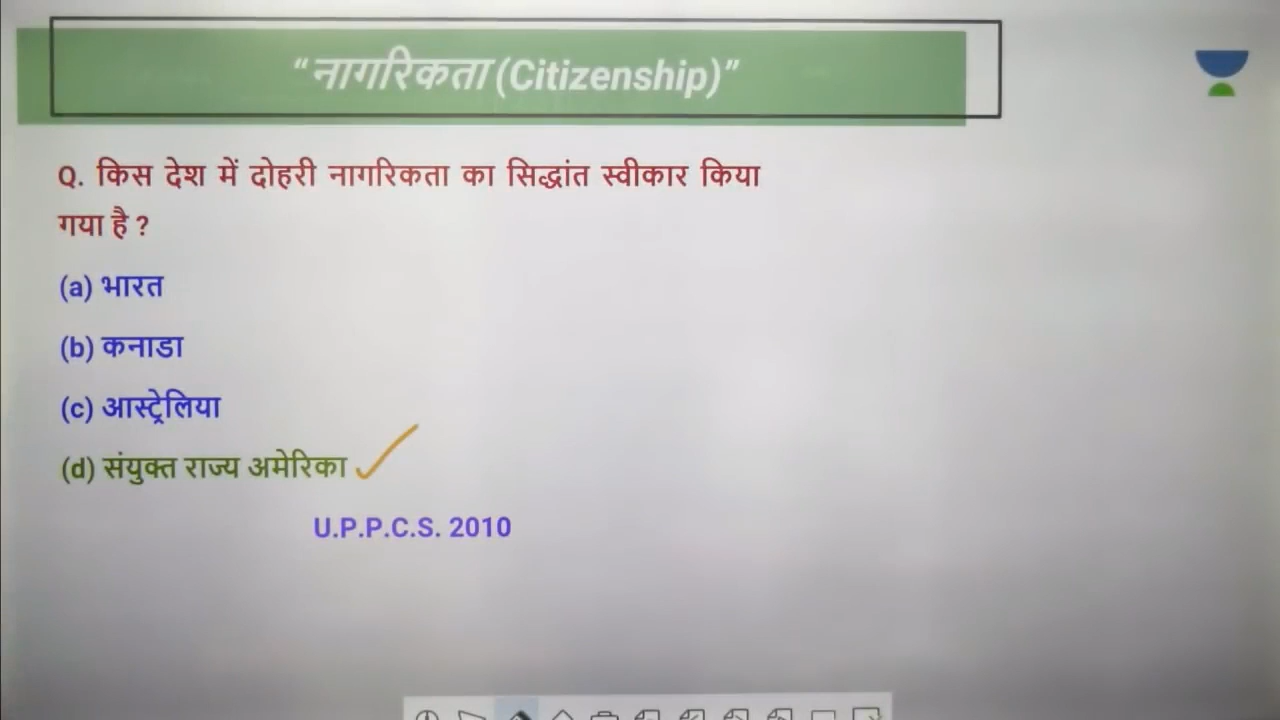 “नागरिकता (Citizenship)”
Q. किस देश में दोहरी नागरिकता का सिद्धांत स्वीकार किया
गया है ?
(a) भारत
(b) कनाडा
(c) आस्ट्रेलिया
(d) संयुक्त राज्य अमेरिका
U.P.P.C.S. 2010